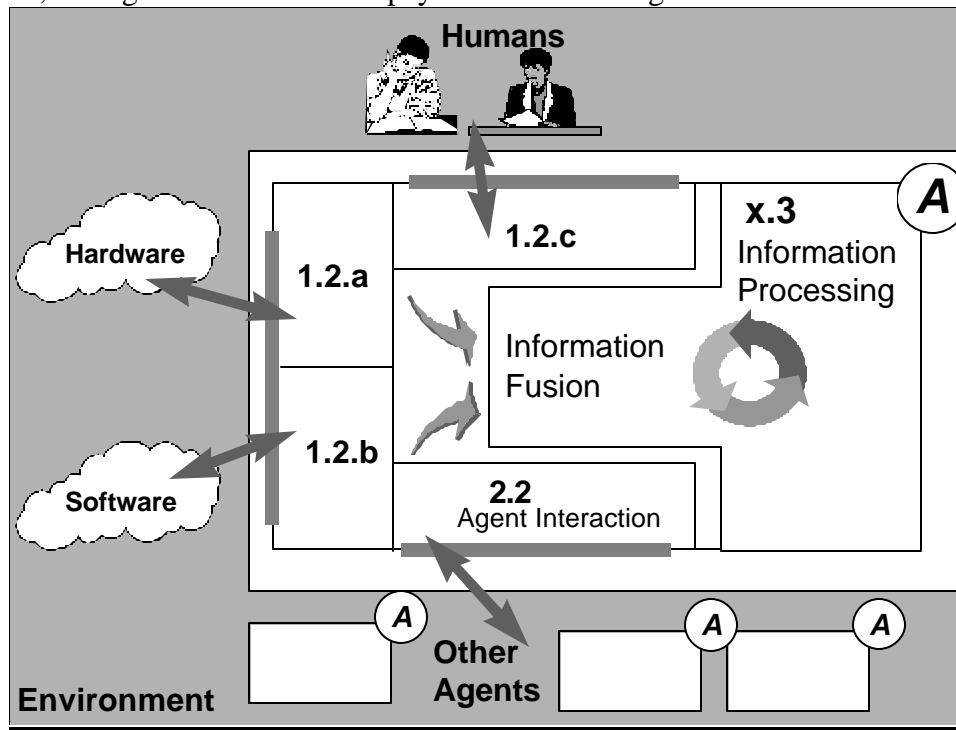 Humans
A
x.3
Information
Processing
1.2.c
Hardware
1.2.a
Information
Fusion
1.2.b
Software
2.2
Agent Interaction
A
A
A
Other
Agents
Environment